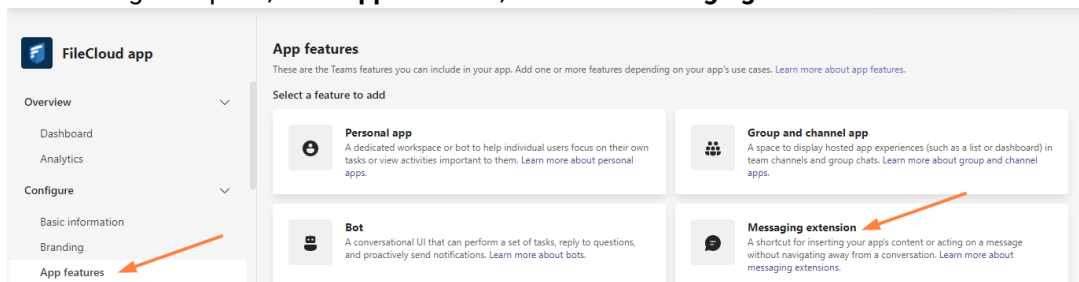 FileCloud app
Overview
Dashboard
Analytics
Configure
Basic information
Branding
App features
App features
These are the Teams features you can include in your app. Add one or more features depending on your app's use cases. Learn more about app features.
Select a feature to add
Personal app
A dedicated workspace or bot to help individual users focus on their own
tasks or view activities important to them. Learn more about personal
apps.
Group and channel app
A space to display hosted app experiences (such as a list or dashboard) in
team channels and group chats. Learn more about group and channel
apps.
Bot
A conversational UI that can perform a set of tasks, reply to questions,
and proactively send notifications. Learn more about bots.
Messaging extension
A shortcut for inserting your app's content or acting on a message
without navigating away from a conversation. Learn more about
messaging extensions.